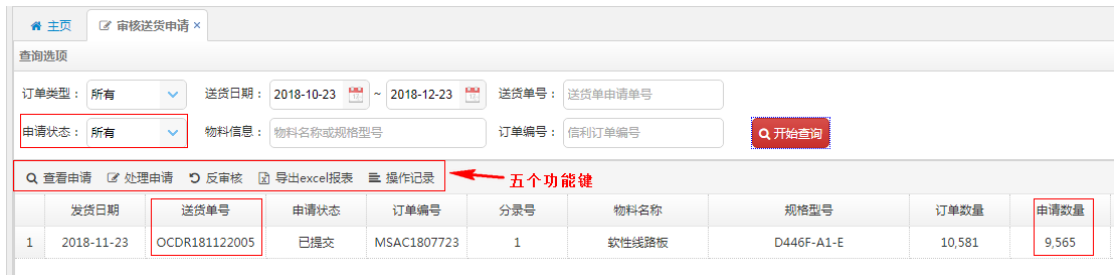 主页 审核送货申请 ×
查询选项
订单类型： 所有 送货日期： 2018-10-23 ~ 2018-12-23 送货单号： 送货单申请单号
申请状态： 所有 物料信息： 物料名称或规格型号 订单编号： 信利订单编号 开始查询
查看申请 处理申请 反审核 导出excel报表 操作记录 五个功能键
发货日期 送货单号 申请状态 订单编号 分录号 物料名称 规格型号 订单数量 申请数量
1 2018-11-23 OCDR181122005 已提交 MSAC1807723 1 软性线路板 D446F-A1-E 10,581 9,565